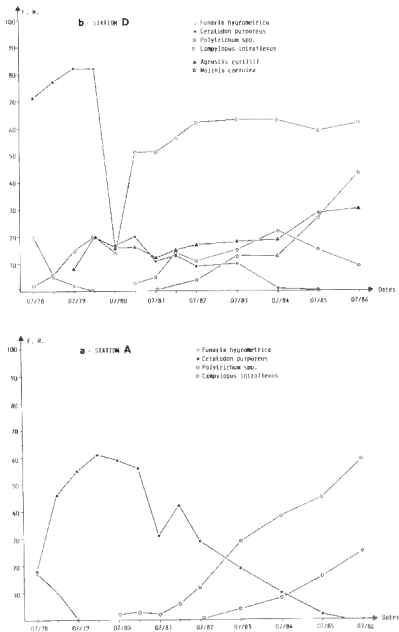 F. R.
b - STATION D
Funaria hygrometrica
Ceratodon purpureus
Polytrichum spp.
Campylopus introflexus
Agrostis curtisii
Molinia caerulea
100
90
80
70
60
50
40
30
20
10
07/78 07/79 07/80 07/81 07/82 07/83 07/84 07/85 07/86
Dates
F. R.
a - STATION A
Funaria hygrometrica
Ceratodon purpureus
Polytrichum spp.
Campylopus introflexus
100
90
80
70
60
50
40
30
20
10
07/78 07/79 07/80 07/81 07/82 07/83 07/84 07/85 07/86
Dates